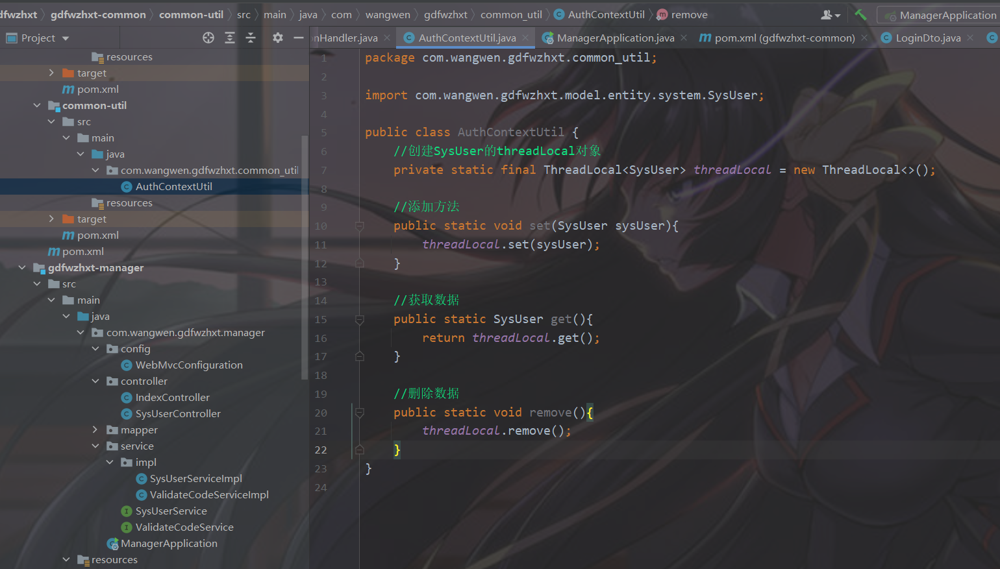 dfwzhxt 〉 gdfwzhxt-common 〉 common-util 〉 src 〉 main 〉 java 〉 com 〉 wangwen 〉 gdfwzhxt 〉 common_util 〉 AuthContextUtil 〉 remove
ManagerApplication
Project
onHandler.java
AuthContextUtil.java
ManagerApplication.java
pom.xml (gdfwzhxt-common)
LoginDto.java
resources
target
pom.xml
common-util
src
main
java
com.wangwen.gdfwzhxt.common_util
AuthContextUtil
resources
target
pom.xml
pom.xml
gdfwzhxt-manager
src
main
java
com.wangwen.gdfwzhxt.manager
config
WebMvcConfiguration
controller
IndexController
SysUserController
mapper
service
impl
SysUserServiceImpl
ValidateCodeServiceImpl
SysUserService
ValidateCodeService
ManagerApplication
resources
1 package com.wangwen.gdfwzhxt.common_util;
2
3 import com.wangwen.gdfwzhxt.model.entity.system.SysUser;
4
5 public class AuthContextUtil {
6 //创建SysUser的threadLocal对象
7 private static final ThreadLocal<SysUser> threadLocal = new ThreadLocal<>();
8
9 //添加方法
10 public static void set(SysUser sysUser){
11 threadLocal.set(sysUser);
12 }
13
14 //获取数据
15 public static SysUser get(){
16 return threadLocal.get();
17 }
18
19 //删除数据
20 public static void remove(){
21 threadLocal.remove();
22 }
23 }
24